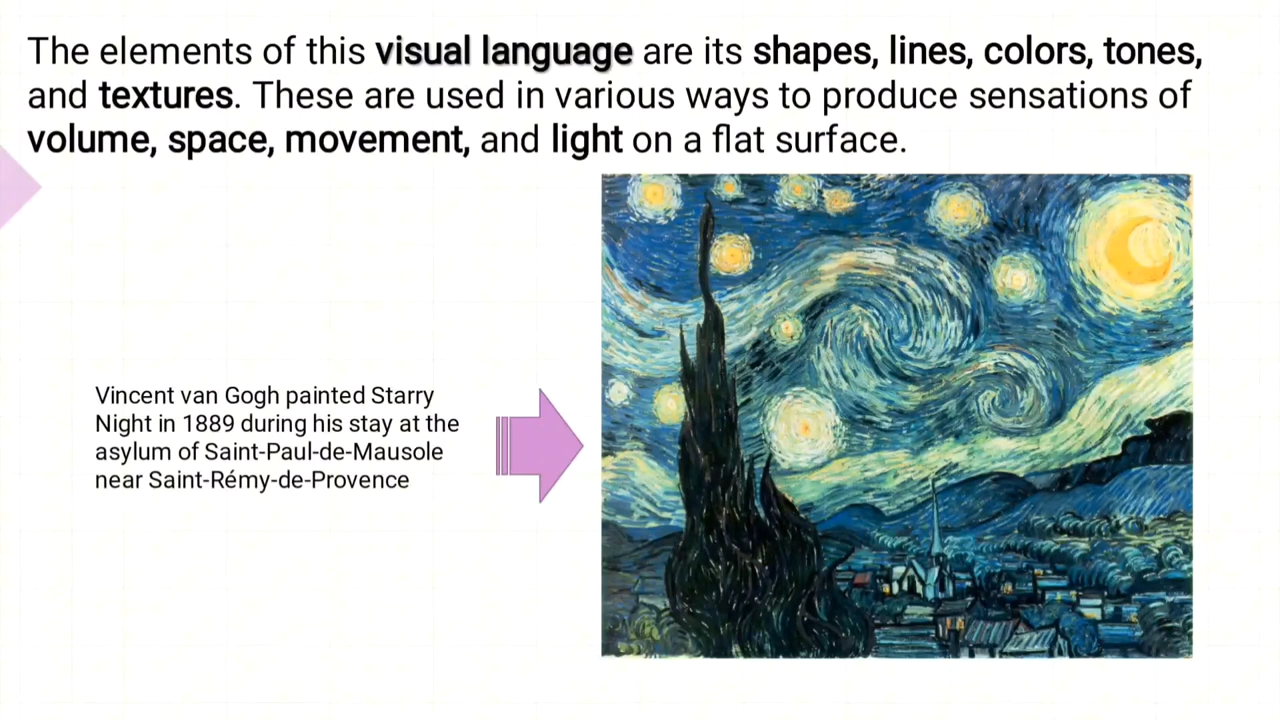 The elements of this visual language are its shapes, lines, colors, tones,
and textures. These are used in various ways to produce sensations of
volume, space, movement, and light on a flat surface.
Vincent van Gogh painted Starry
Night in 1889 during his stay at the
asylum of Saint-Paul-de-Mausole
near Saint-Rémy-de-Provence